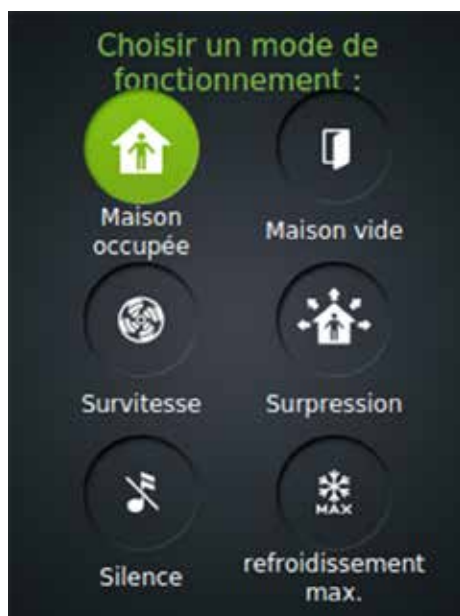 Choisir un mode de
fonctionnement :
Maison
occupée
Maison vide
Survitesse
Surpression
Silence
MAX
refroidissement
max.